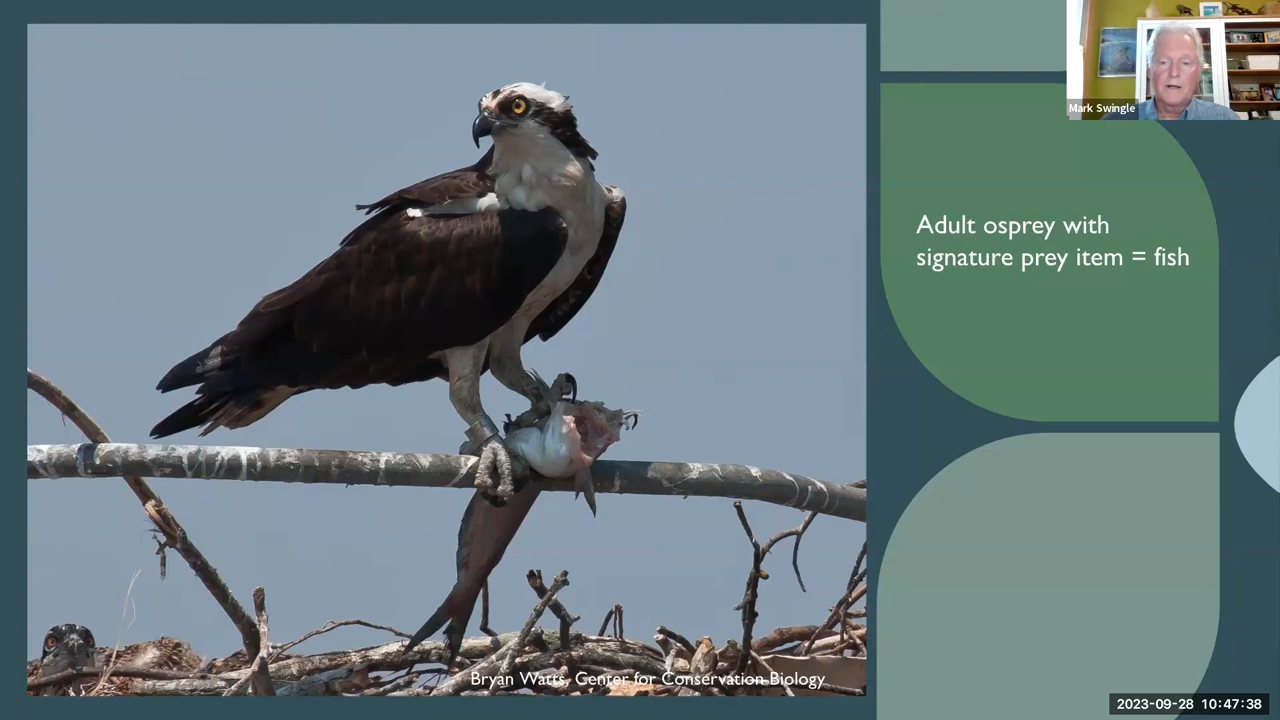 Mark Swingle
Adult osprey with
signature prey item = fish
Bryan Watts, Center for Conservation Biology
2023-09-28 10:47:38